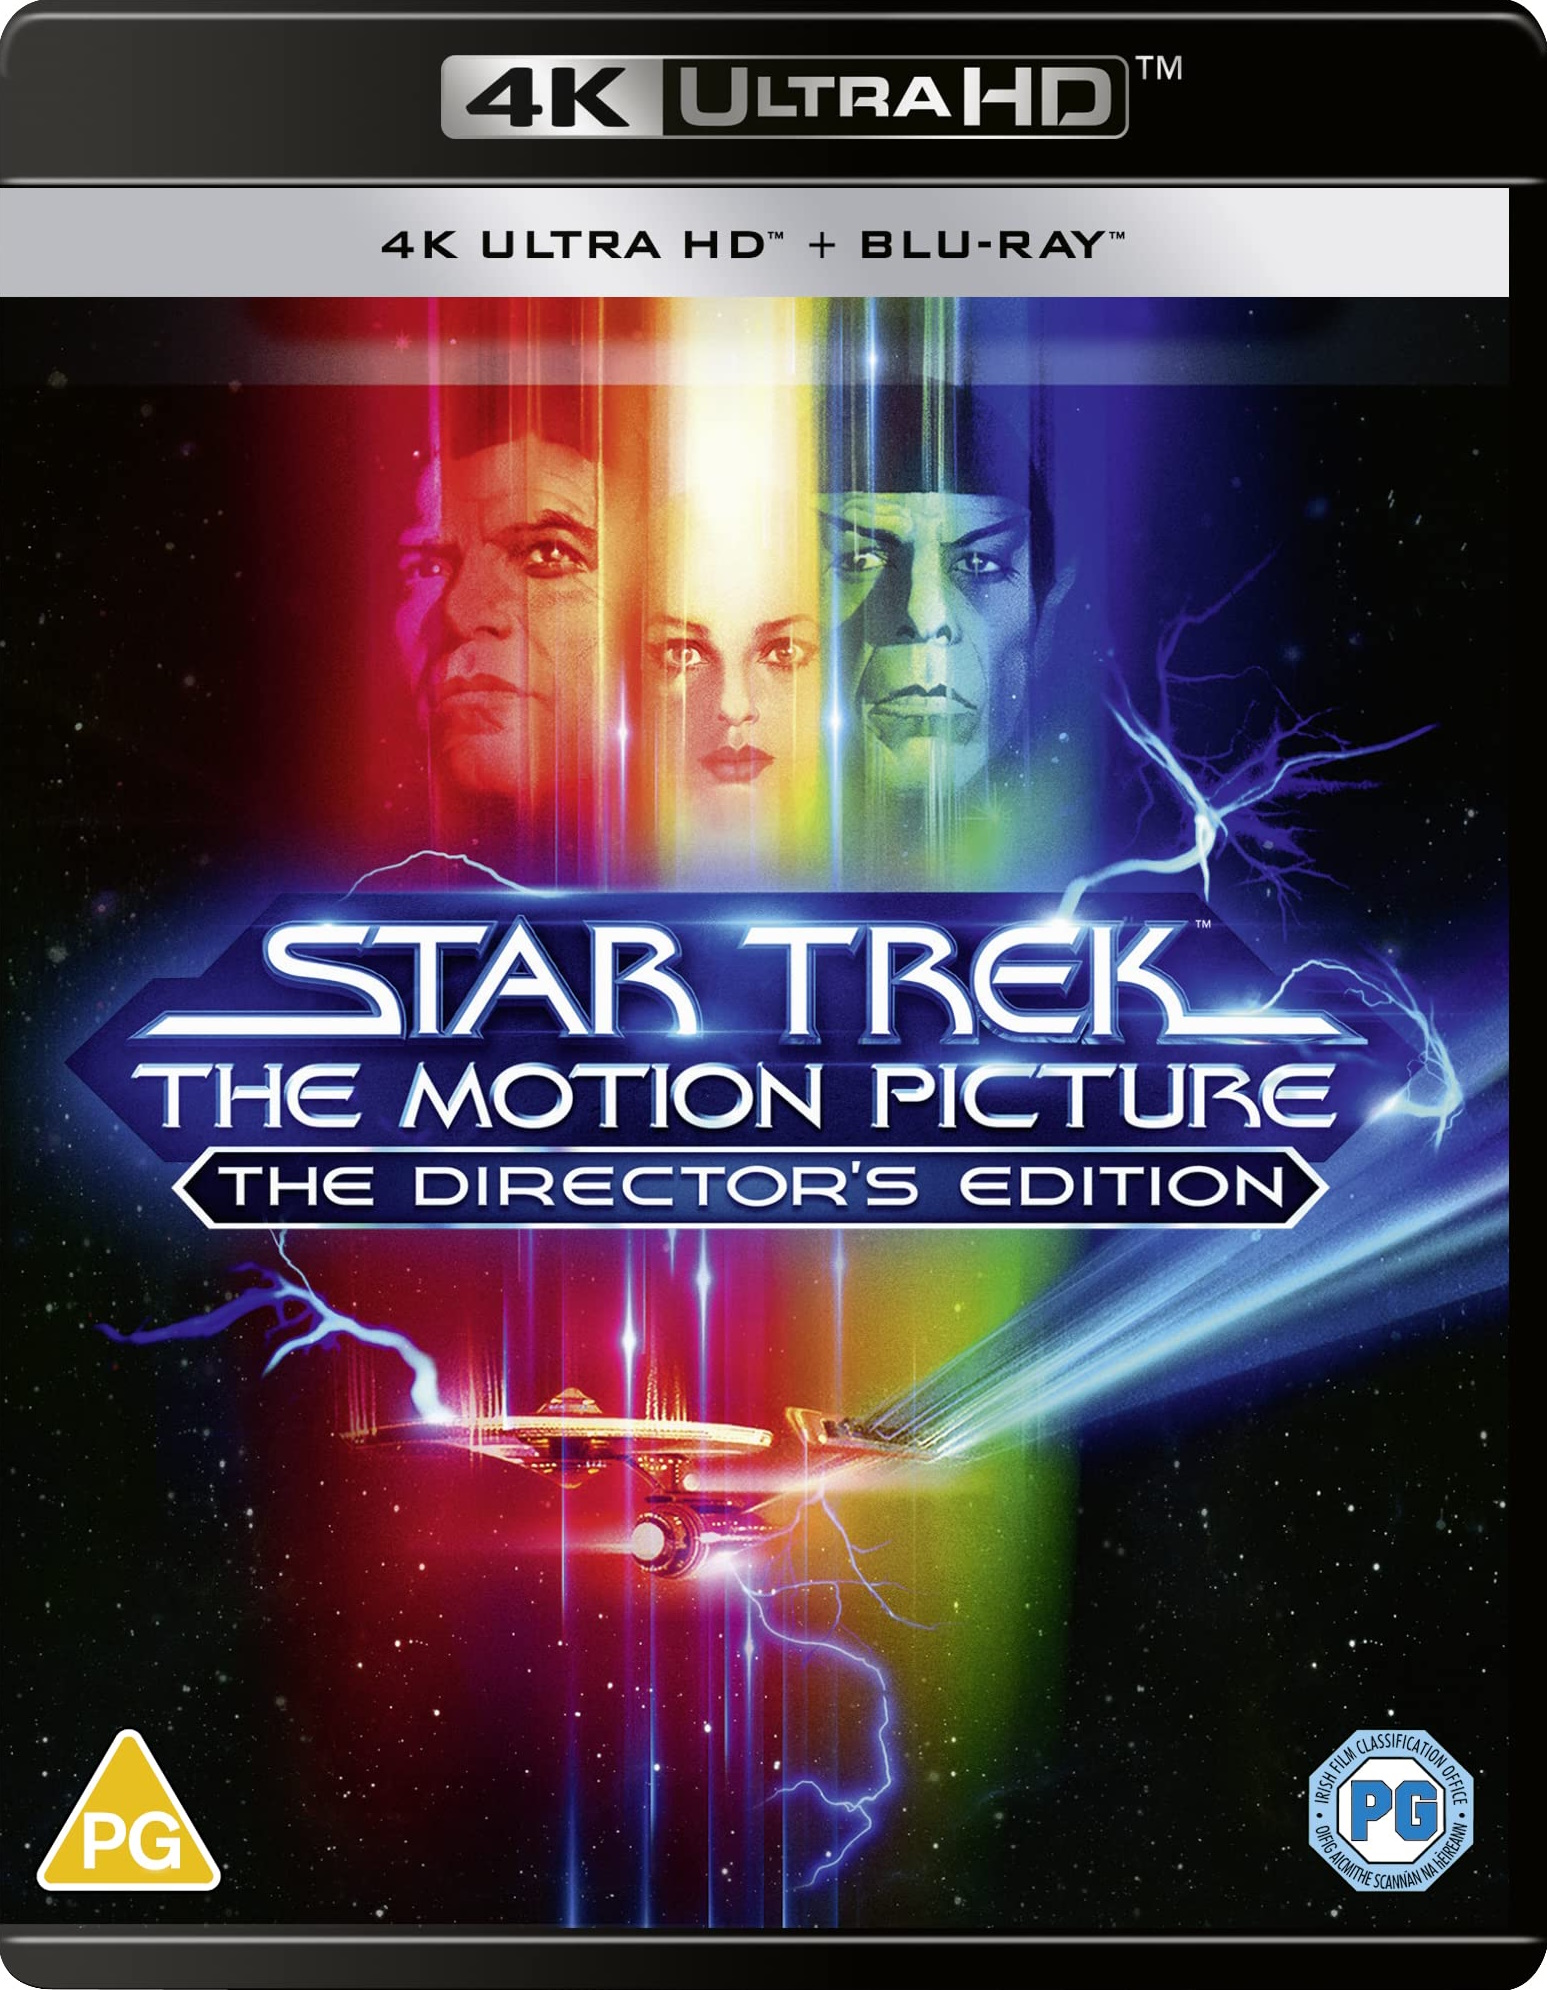 4K ULTRA HD™
4K ULTRA HD™ + BLU-RAY™
STAR TREK™
THE MOTION PICTURE
THE DIRECTOR'S EDITION
PG
IRISH FILM CLASSIFICATION OFFICE
PG
OIFIG AICMITHE SCANNÁN NA hÉIREANN